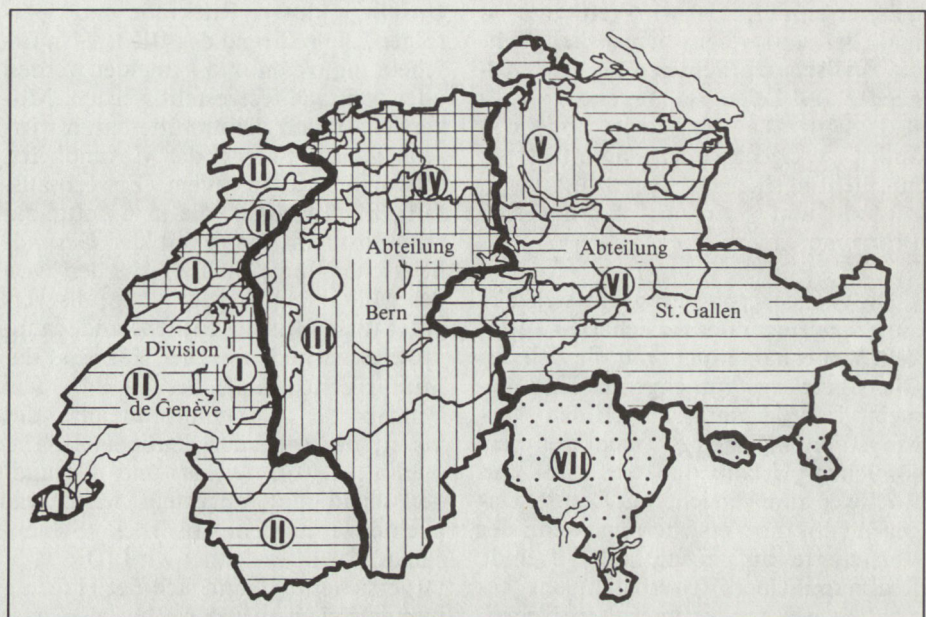 V
II
IV
II
Abteilung
Abteilung
I
VI
St. Gallen
Bern
III
Division
II
I
de Genève
VII
I
II